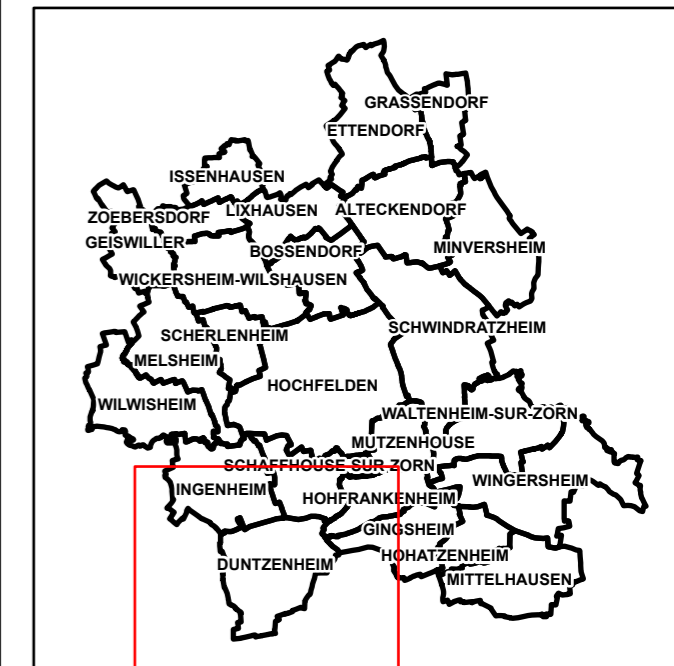 GRASSENDORF
ETTENDORF
ISSENHAUSEN
ZOEBERSDORF
LIXHAUSEN
ALTECKENDORF
GEISWILLER
BOSSENDORF
MINVERSHEIM
WICKERSHEIM-WILSHAUSEN
SCHWINDRATZHEIM
SCHERLENHEIM
MELSHEIM
HOCHFELDEN
WILWISHEIM
WALTENHEIM-SUR-ZORN
MUTZENHOUSE
SCHAFFHOUSE-SUR-ZORN
WINGERSHEIM
INGENHEIM
HOHFRANKENHEIM
GINGSHEIM
HOHATZENHEIM
DUNTZENHEIM
MITTELHAUSEN